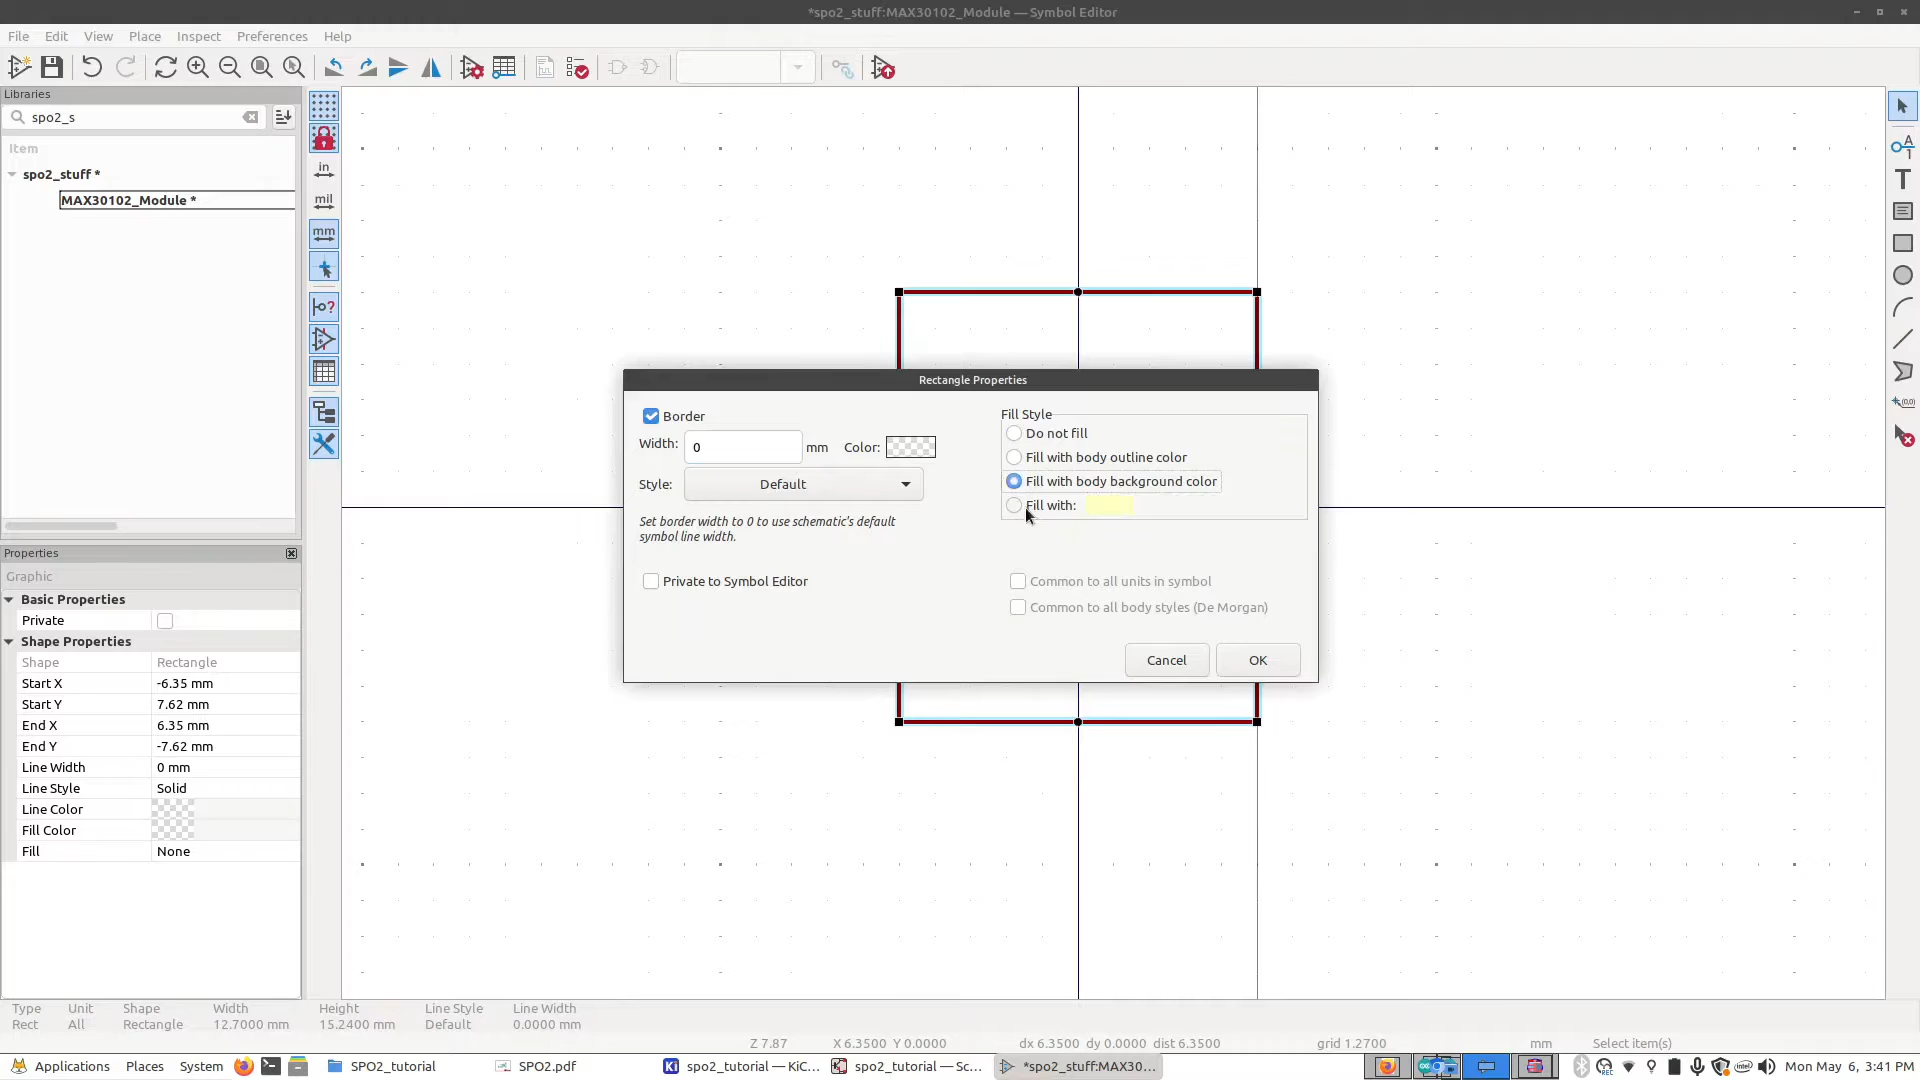 *spo2_stuff:MAX30102_Module — Symbol Editor
File Edit View Place Inspect Preferences Help
Libraries
spo2_s
Item
spo2_stuff *
MAX30102_Module *
in
mil
mm
A
1
T
(0,0)
Rectangle Properties
Border
Width: 0 mm Color:
Style: Default
Set border width to 0 to use schematic's default
symbol line width.
Private to Symbol Editor
Fill Style
Do not fill
Fill with body outline color
Fill with body background color
Fill with:
Common to all units in symbol
Common to all body styles (De Morgan)
Cancel OK
Properties
Graphic
Basic Properties
Private
Shape Properties
Shape Rectangle
Start X -6.35 mm
Start Y 7.62 mm
End X 6.35 mm
End Y -7.62 mm
Line Width 0 mm
Line Style Solid
Line Color
Fill Color
Fill None
Type Unit Shape Width Height Line Style Line Width
Rect All Rectangle 12.7000 mm 15.2400 mm Default 0.0000 mm
Z 7.87 X 6.3500 Y 0.0000 dx 6.3500 dy 0.0000 dist 6.3500 grid 1.2700 mm Select item(s)
Applications Places System SPO2_tutorial SPO2.pdf spo2_tutorial — KiC... spo2_tutorial — Sc... *spo2_stuff:MAX30... Mon May 6, 3:41 PM